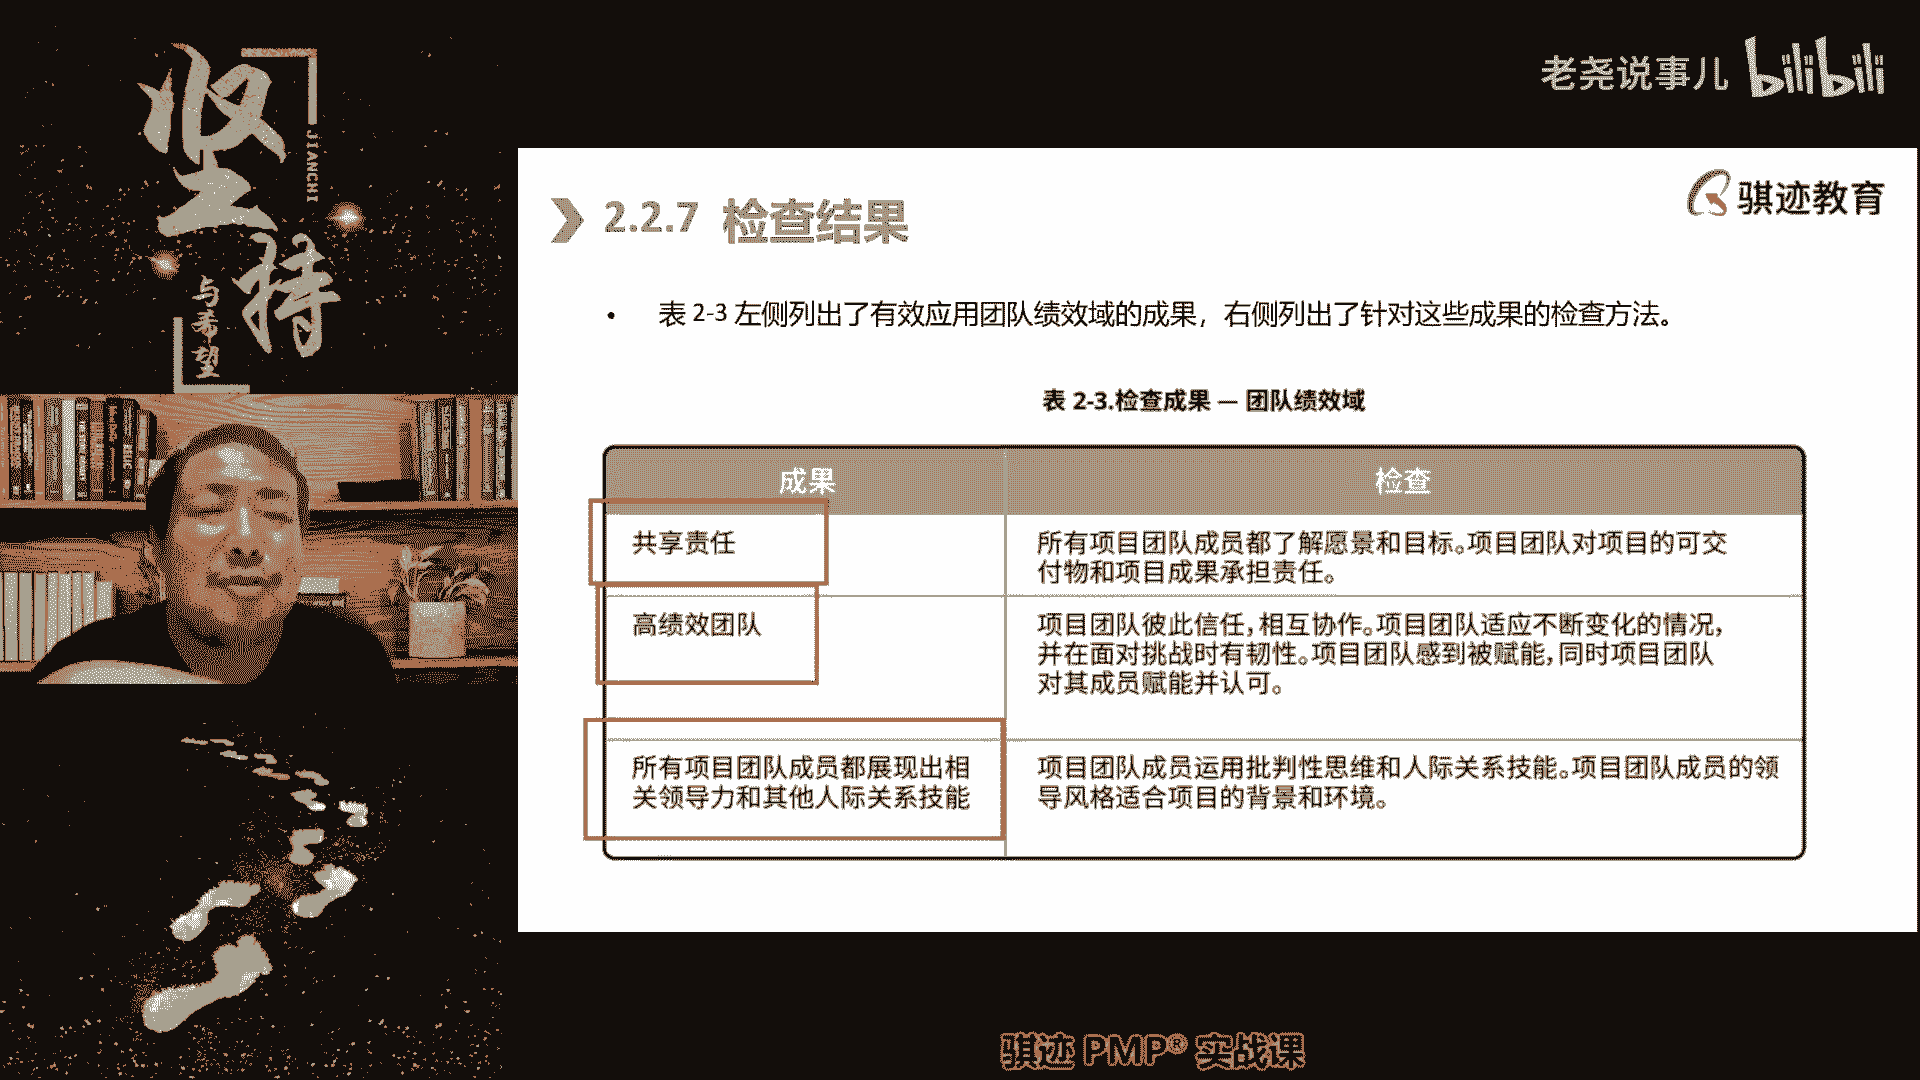 坚持
JIANCHI
与希望
老尧说事儿 bilibili
骐迹教育
2.2.7 检查结果
• 表 2-3 左侧列出了有效应用团队绩效域的成果，右侧列出了针对这些成果的检查方法。
表 2-3.检查成果 — 团队绩效域
成果 检查
共享责任
所有项目团队成员都了解愿景和目标。项目团队对项目的可交
付物和项目成果承担责任。
高绩效团队
项目团队彼此信任，相互协作。项目团队适应不断变化的情况，
并在面对挑战时有韧性。项目团队感到被赋能，同时项目团队
对其成员赋能并认可。
所有项目团队成员都展现出相
关领导力和其他人际关系技能
项目团队成员运用批判性思维和人际关系技能。项目团队成员的领
导风格适合项目的背景和环境。
骐迹 PMP® 实战课